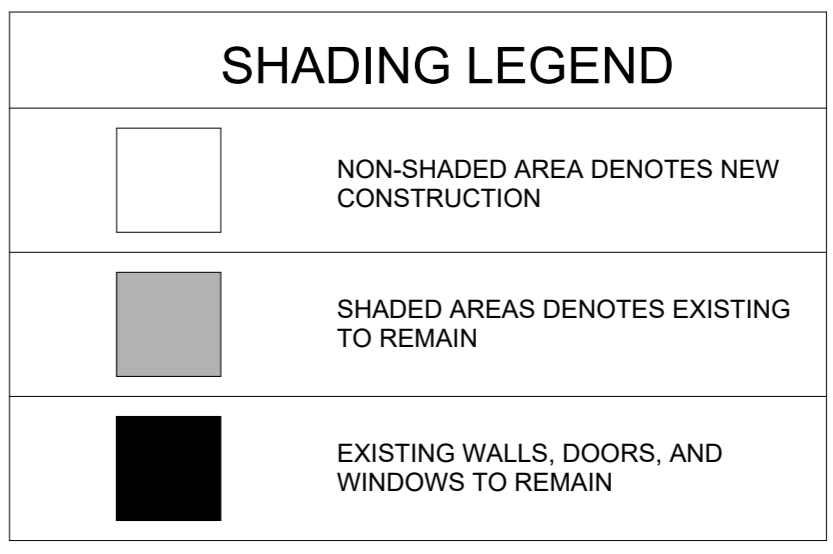 SHADING LEGEND
NON-SHADED AREA DENOTES NEW
CONSTRUCTION
SHADED AREAS DENOTES EXISTING
TO REMAIN
EXISTING WALLS, DOORS, AND
WINDOWS TO REMAIN